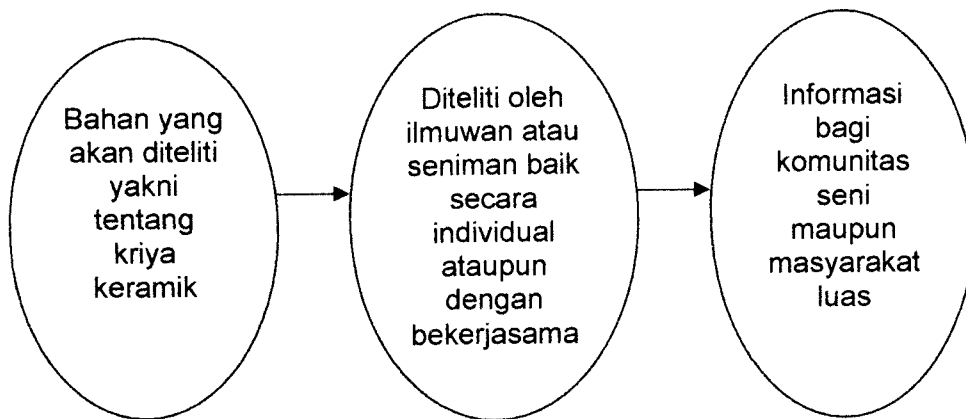 Bahan yang
akan diteliti
yakni
tentang
kriya
keramik
Diteliti oleh
ilmuwan atau
seniman baik
secara
individual
ataupun
dengan
bekerjasama
Informasi
bagi
komunitas
seni
maupun
masyarakat
luas